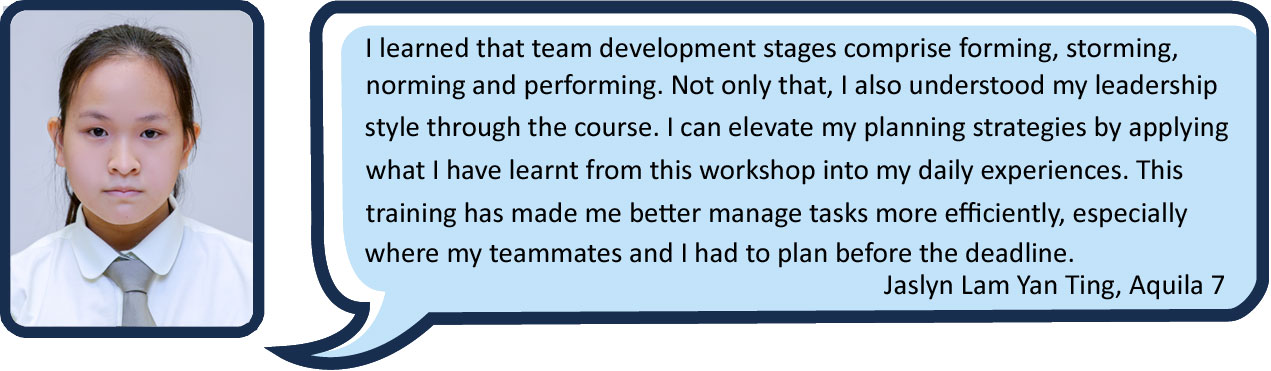 I learned that team development stages comprise forming, storming,
norming and performing. Not only that, I also understood my leadership
style through the course. I can elevate my planning strategies by applying
what I have learnt from this workshop into my daily experiences. This
training has made me better manage tasks more efficiently, especially
where my teammates and I had to plan before the deadline.
Jaslyn Lam Yan Ting, Aquila 7